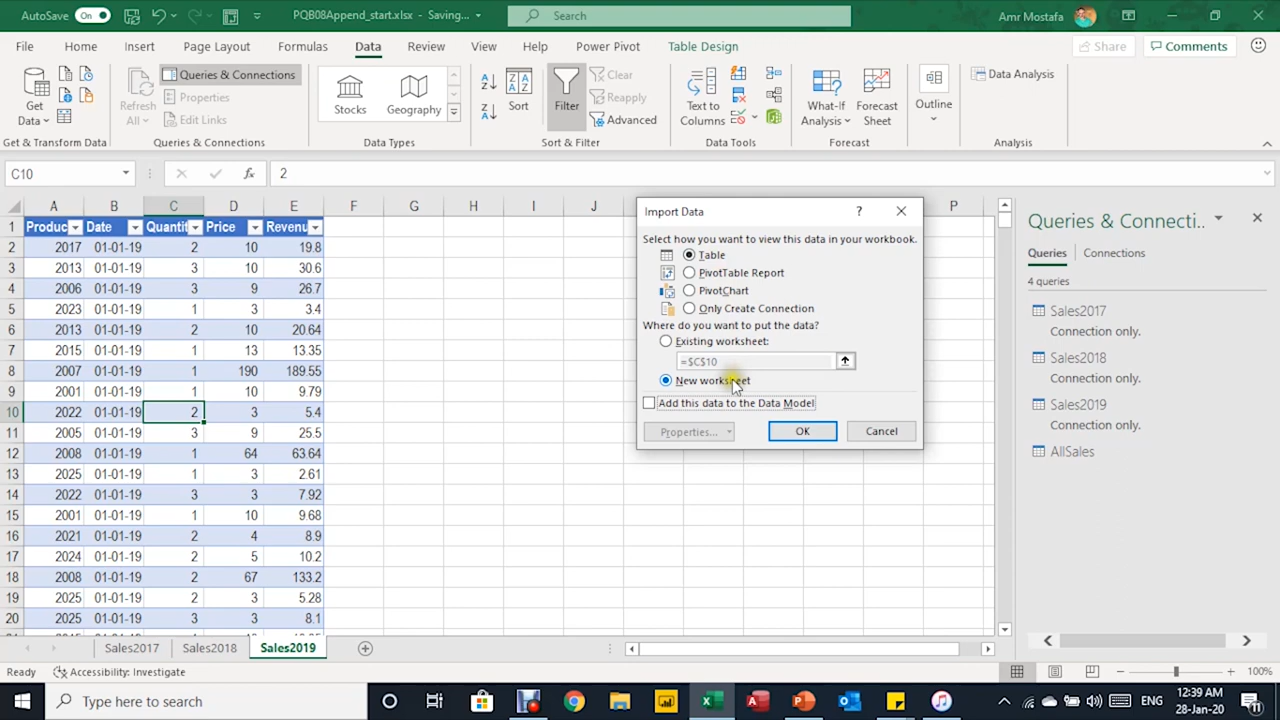 AutoSave On PQB08Append_start.xlsx - Saving... Search Amr Mostafa
File Home Insert Page Layout Formulas Data Review View Help Power Pivot Table Design Share Comments
Get Data
Refresh All
Queries & Connections
Properties
Edit Links
Stocks
Geography
Sort
Filter
Clear
Reapply
Advanced
Text to Columns
What-If Analysis
Forecast Sheet
Outline
Data Analysis
Get & Transform Data Queries & Connections Data Types Sort & Filter Data Tools Forecast Analysis
C10 fx 2
A B C D E F G H I J P
1 Produc Date Quantit Price Revenu
2 2017 01-01-19 2 10 19.8
3 2013 01-01-19 3 10 30.6
4 2006 01-01-19 3 9 26.7
5 2023 01-01-19 1 3 3.4
6 2013 01-01-19 2 10 20.64
7 2015 01-01-19 1 13 13.35
8 2007 01-01-19 1 190 189.55
9 2001 01-01-19 1 10 9.79
10 2022 01-01-19 2 3 5.4
11 2005 01-01-19 3 9 25.5
12 2008 01-01-19 1 64 63.64
13 2025 01-01-19 1 3 2.61
14 2022 01-01-19 3 3 7.92
15 2001 01-01-19 1 10 9.68
16 2021 01-01-19 2 4 8.9
17 2024 01-01-19 2 5 10.2
18 2008 01-01-19 2 67 133.2
19 2025 01-01-19 2 3 5.28
20 2025 01-01-19 3 3 8.1
Import Data ?
Select how you want to view this data in your workbook.
Table
PivotTable Report
PivotChart
Only Create Connection
Where do you want to put the data?
Existing worksheet:
=$C$10
New worksheet
Add this data to the Data Model
Properties... OK Cancel
Queries & Connecti..
Queries Connections
4 queries
Sales2017
Connection only.
Sales2018
Connection only.
Sales2019
Connection only.
AllSales
Sales2017 Sales2018 Sales2019
Ready Accessibility: Investigate 100%
Type here to search ENG 12:39 AM
28-Jan-20 11